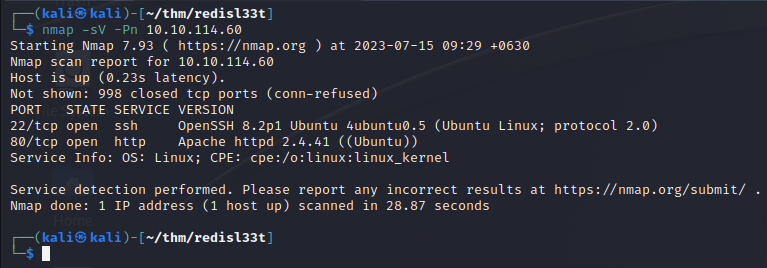 ┌──(kali㉿kali)-[~/thm/redisl33t]
└─$ nmap -sV -Pn 10.10.114.60
Starting Nmap 7.93 ( https://nmap.org ) at 2023-07-15 09:29 +0630
Nmap scan report for 10.10.114.60
Host is up (0.23s latency).
Not shown: 998 closed tcp ports (conn-refused)
PORT   STATE SERVICE VERSION
22/tcp open  ssh     OpenSSH 8.2p1 Ubuntu 4ubuntu0.5 (Ubuntu Linux; protocol 2.0)
80/tcp open  http    Apache httpd 2.4.41 ((Ubuntu))
Service Info: OS: Linux; CPE: cpe:/o:linux:linux_kernel
Service detection performed. Please report any incorrect results at https://nmap.org/submit/ .
Nmap done: 1 IP address (1 host up) scanned in 28.87 seconds
Home
┌──(kali㉿kali)-[~/thm/redisl33t]
└─$